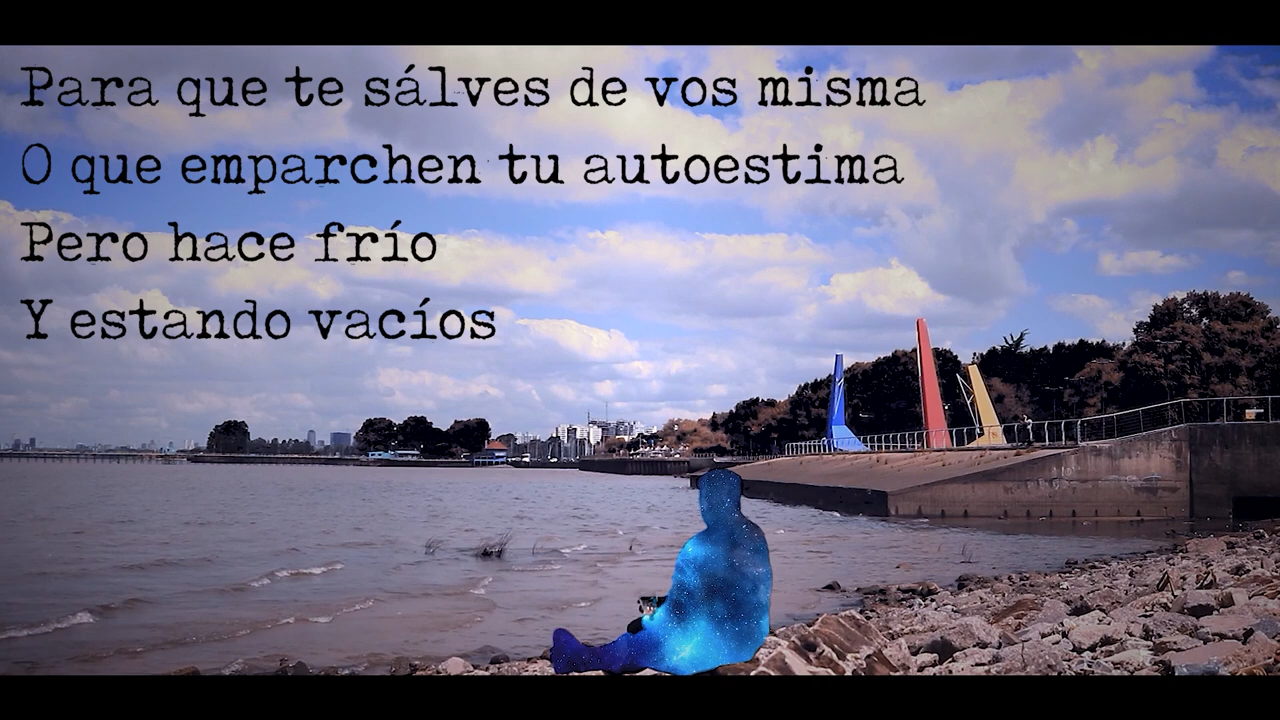 Para que te sálves de vos misma
O que emparchen tu autoestima
Pero hace frío
Y estando vacíos